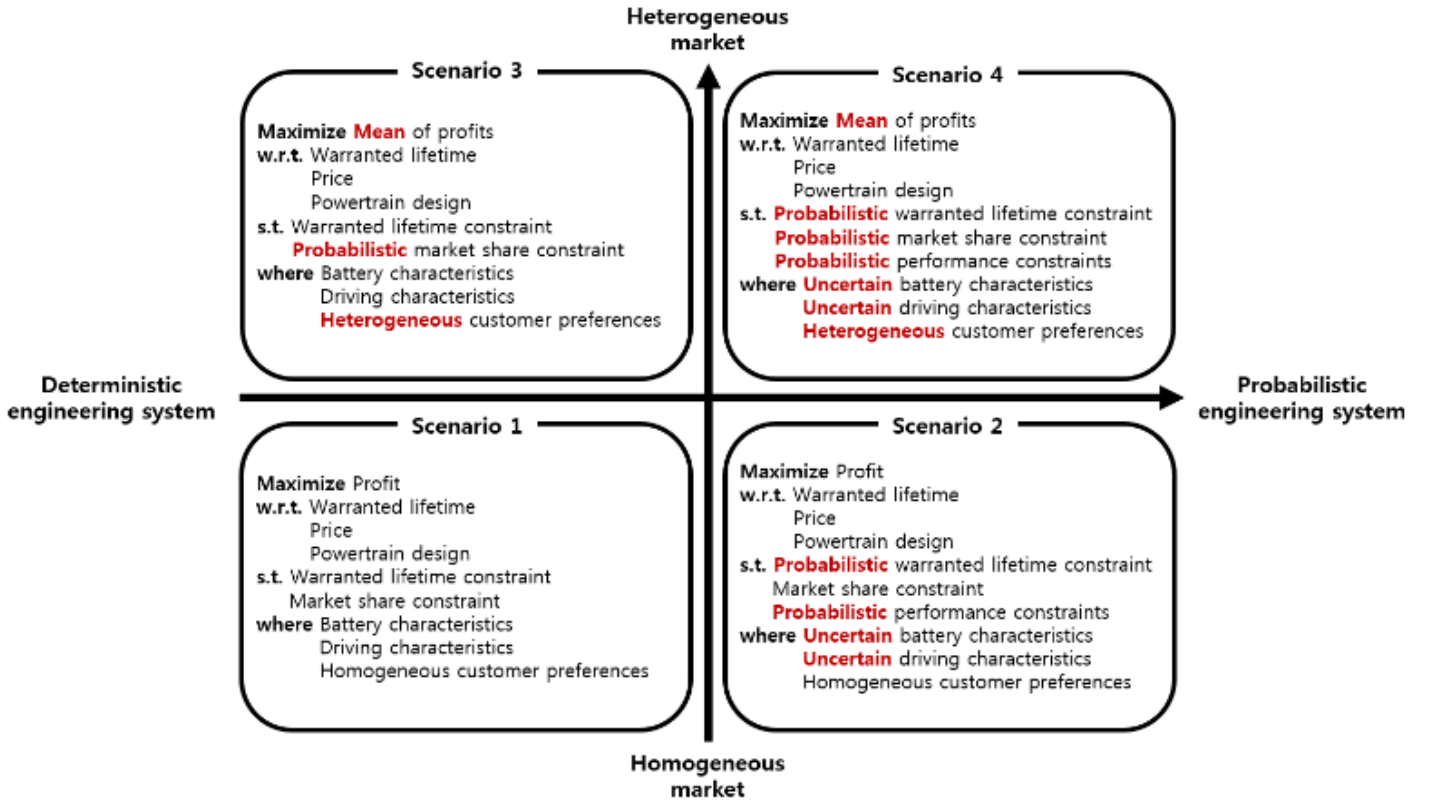 Heterogeneous
market
Scenario 3
Maximize Mean of profits
w.r.t. Warranted lifetime
Price
Powertrain design
s.t. Warranted lifetime constraint
Probabilistic market share constraint
where Battery characteristics
Driving characteristics
Heterogeneous customer preferences
Scenario 4
Maximize Mean of profits
w.r.t. Warranted lifetime
Price
Powertrain design
s.t. Probabilistic warranted lifetime constraint
Probabilistic market share constraint
Probabilistic performance constraints
where Uncertain battery characteristics
Uncertain driving characteristics
Heterogeneous customer preferences
Deterministic
engineering system
Probabilistic
engineering system
Scenario 1
Maximize Profit
w.r.t. Warranted lifetime
Price
Powertrain design
s.t. Warranted lifetime constraint
Market share constraint
where Battery characteristics
Driving characteristics
Homogeneous customer preferences
Scenario 2
Maximize Profit
w.r.t. Warranted lifetime
Price
Powertrain design
s.t. Probabilistic warranted lifetime constraint
Market share constraint
Probabilistic performance constraints
where Uncertain battery characteristics
Uncertain driving characteristics
Homogeneous customer preferences
Homogeneous
market